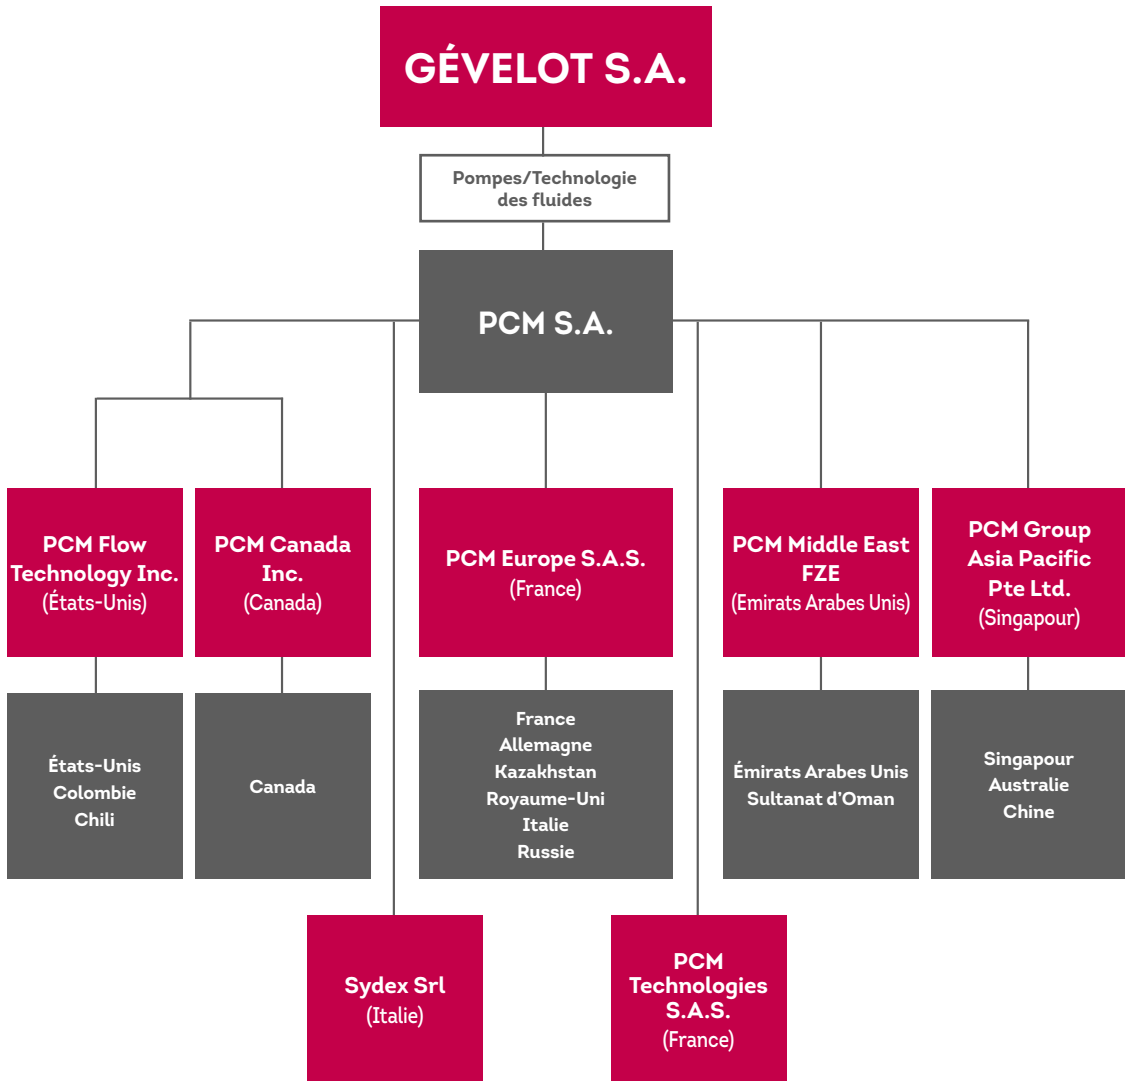 GÉVELOT S.A.
Pompes/Technologie
des fluides
PCM S.A.
PCM Flow
Technology Inc.
(États-Unis)
PCM Canada
Inc.
(Canada)
PCM Europe S.A.S.
(France)
PCM Middle East
FZE
(Emirats Arabes Unis)
PCM Group
Asia Pacific
Pte Ltd.
(Singapour)
États-Unis
Colombie
Chili
Canada
France
Allemagne
Kazakhstan
Royaume-Uni
Italie
Russie
Émirats Arabes Unis
Sultanat d’Oman
Singapour
Australie
Chine
Sydex Srl
(Italie)
PCM
Technologies
S.A.S.
(France)